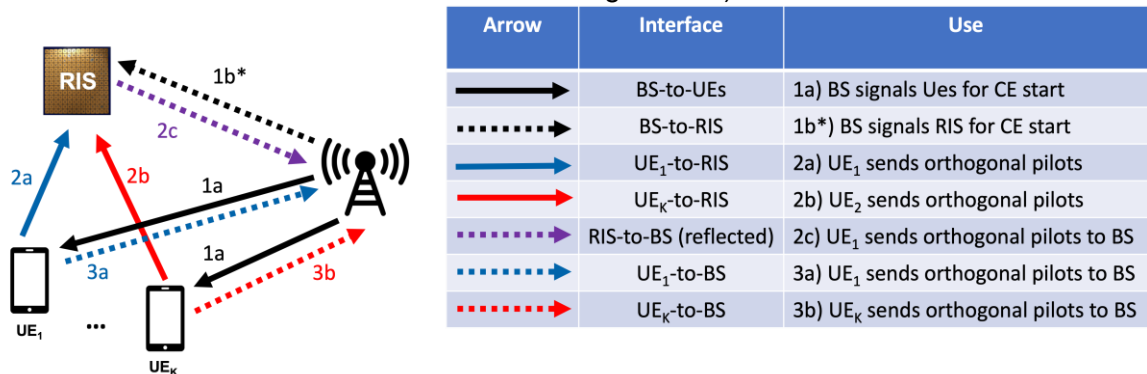 RIS
1b*
2c
2a
2b
1a
3a
1a
3b
UE1
...
UEK
Arrow Interface Use
BS-to-UEs 1a) BS signals Ues for CE start
BS-to-RIS 1b*) BS signals RIS for CE start
UE1-to-RIS 2a) UE1 sends orthogonal pilots
UEK-to-RIS 2b) UE2 sends orthogonal pilots
RIS-to-BS (reflected) 2c) UE1 sends orthogonal pilots to BS
UE1-to-BS 3a) UE1 sends orthogonal pilots to BS
UEK-to-BS 3b) UEK sends orthogonal pilots to BS